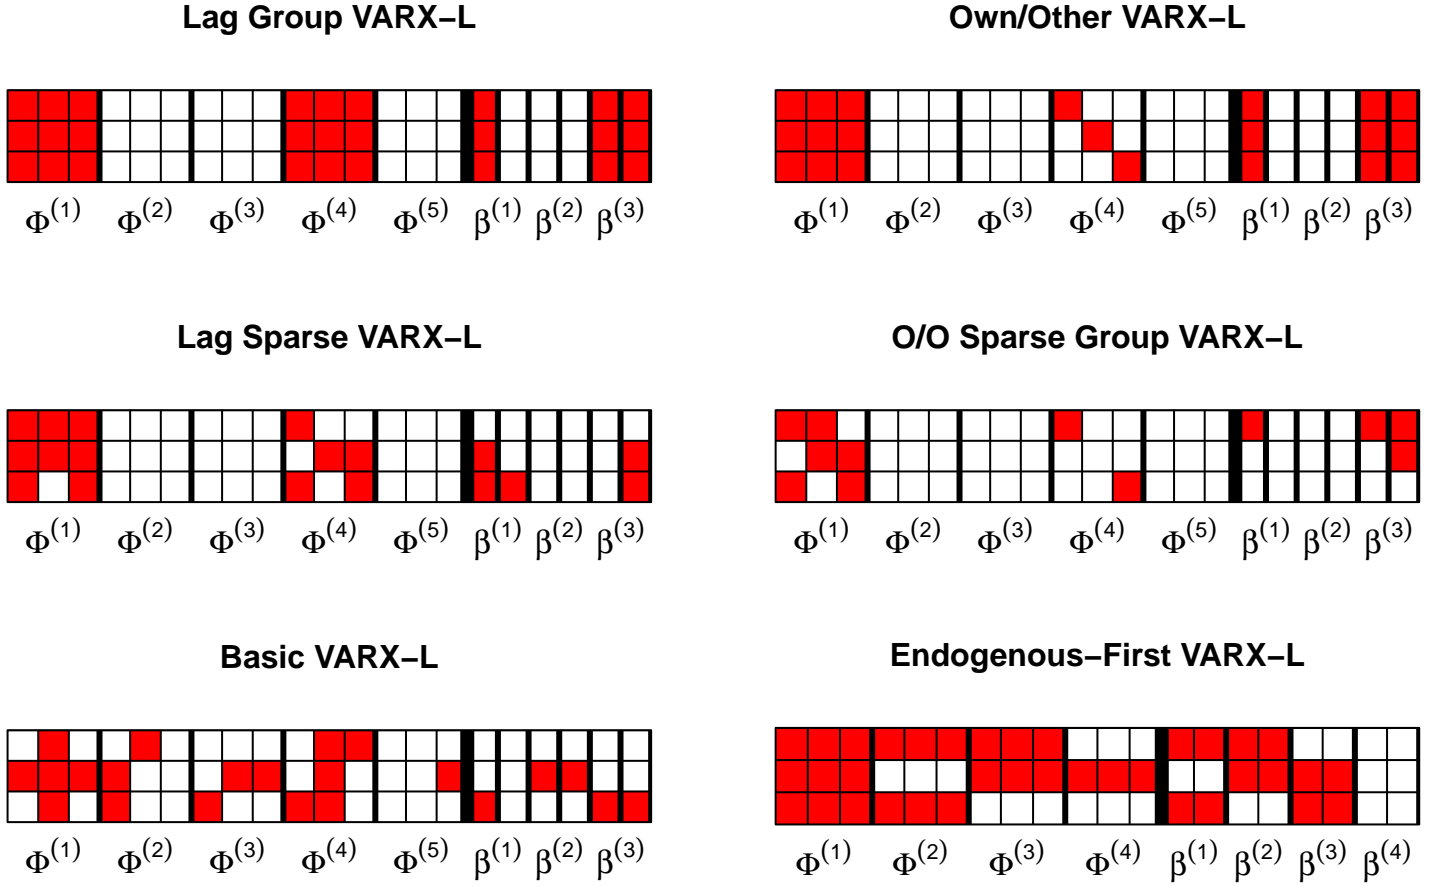 Lag Group VARX−L
Φ(1) Φ(2) Φ(3) Φ(4) Φ(5) β(1) β(2) β(3)
Own/Other VARX−L
Φ(1) Φ(2) Φ(3) Φ(4) Φ(5) β(1) β(2) β(3)
Lag Sparse VARX−L
Φ(1) Φ(2) Φ(3) Φ(4) Φ(5) β(1) β(2) β(3)
O/O Sparse Group VARX−L
Φ(1) Φ(2) Φ(3) Φ(4) Φ(5) β(1) β(2) β(3)
Basic VARX−L
Φ(1) Φ(2) Φ(3) Φ(4) Φ(5) β(1) β(2) β(3)
Endogenous−First VARX−L
Φ(1) Φ(2) Φ(3) Φ(4) β(1) β(2) β(3) β(4)